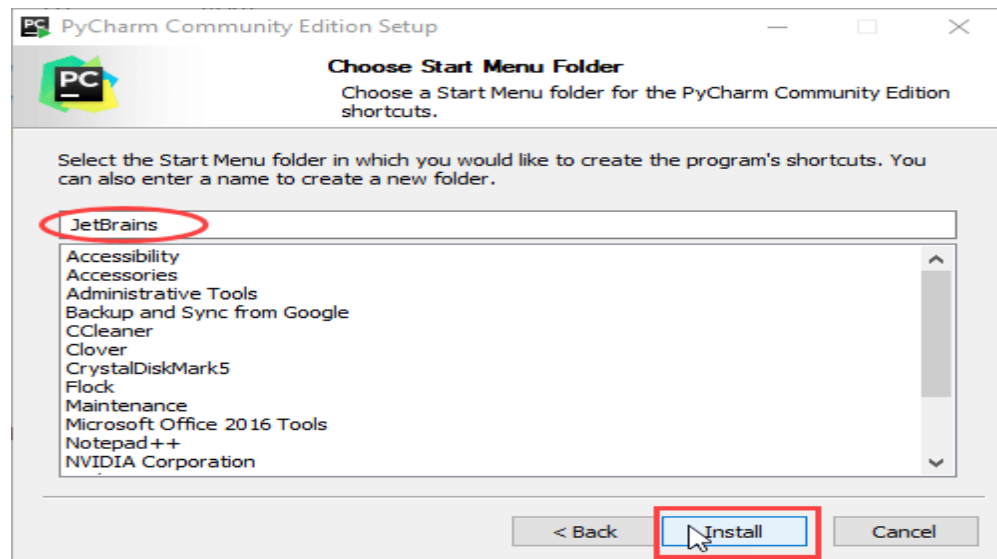 PC PyCharm Community Edition Setup
PC
Choose Start Menu Folder
Choose a Start Menu folder for the PyCharm Community Edition
shortcuts.
Select the Start Menu folder in which you would like to create the program's shortcuts. You
can also enter a name to create a new folder.
JetBrains
Accessibility
Accessories
Administrative Tools
Backup and Sync from Google
CCleaner
Clover
CrystalDiskMark5
Flock
Maintenance
Microsoft Office 2016 Tools
Notepad++
NVIDIA Corporation
< Back Install Cancel